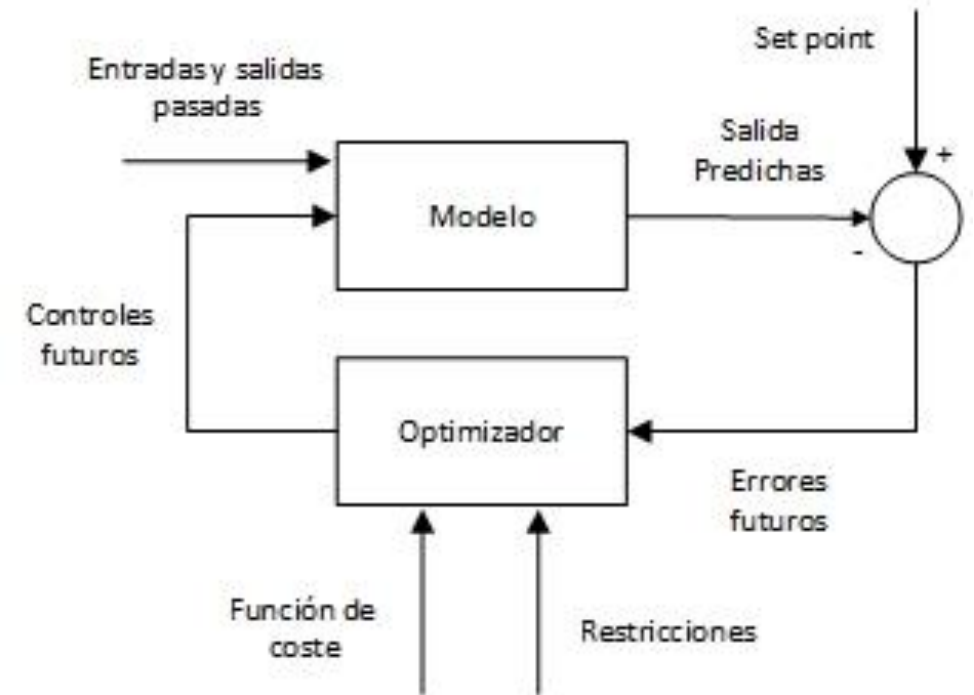 Set point
Entradas y salidas
pasadas
Salida
Predichas
+
Modelo
-
Controles
futuros
Optimizador
Errores
futuros
Función de
coste
Restricciones